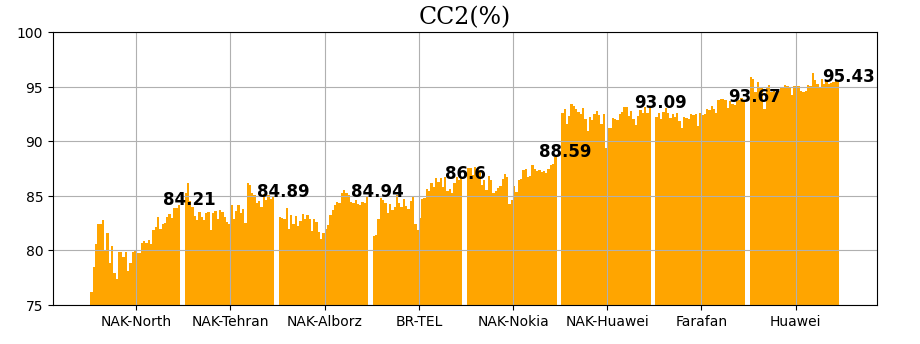 CC2(%)
100
95
90
85
80
75
84.21
84.89
84.94
86.6
88.59
93.09
93.67
95.43
NAK-North
NAK-Tehran
NAK-Alborz
BR-TEL
NAK-Nokia
NAK-Huawei
Farafan
Huawei